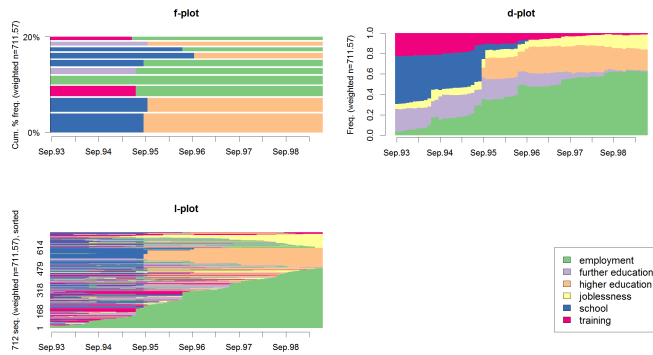 f-plot
Cum. % freq. (weighted n=711.57)
20%
0%
Sep.93 Sep.94 Sep.95 Sep.96 Sep.97 Sep.98
d-plot
Freq. (weighted n=711.57)
1.0
0.8
0.6
0.4
0.2
0.0
Sep.93 Sep.94 Sep.95 Sep.96 Sep.97 Sep.98
I-plot
712 seq. (weighted n=711.57), sorted
614
479
318
168
1
Sep.93 Sep.94 Sep.95 Sep.96 Sep.97 Sep.98
employment
further education
higher education
joblessness
school
training